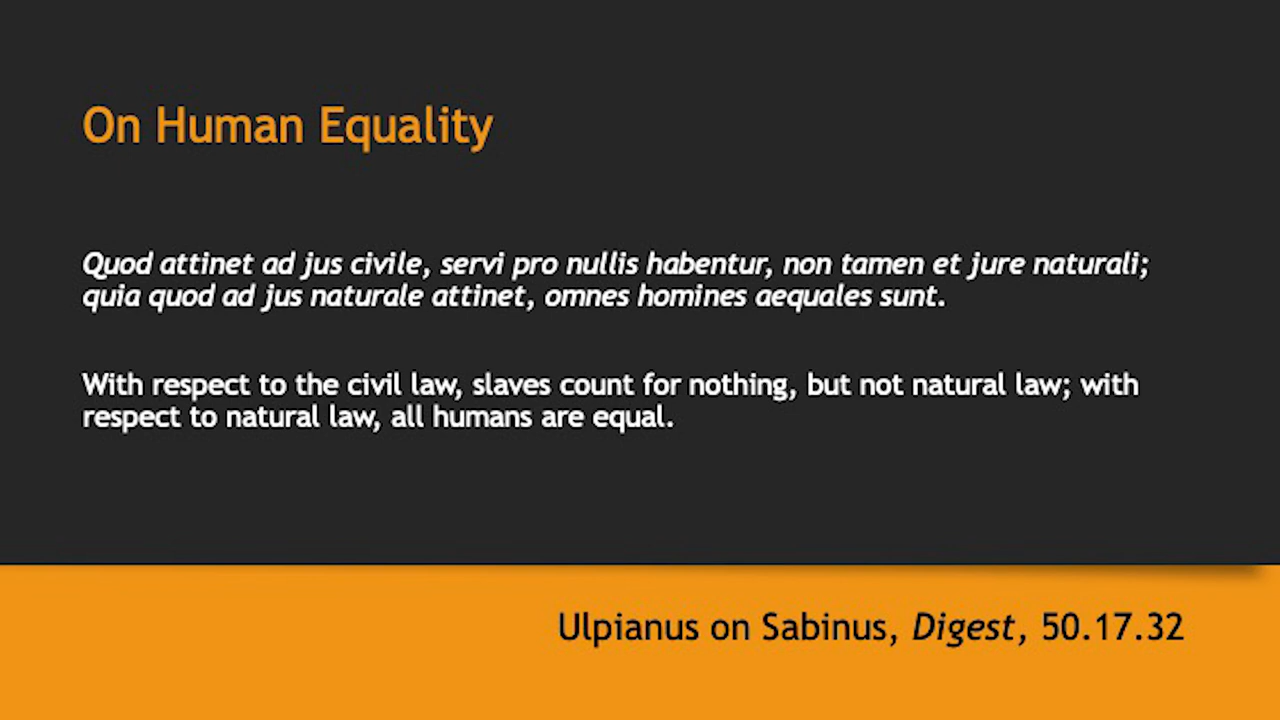 On Human Equality
Quod attinet ad jus civile, servi pro nullis habentur, non tamen et jure naturali;
quia quod ad jus naturale attinet, omnes homines aequales sunt.
With respect to the civil law, slaves count for nothing, but not natural law; with
respect to natural law, all humans are equal.
Ulpianus on Sabinus, Digest, 50.17.32